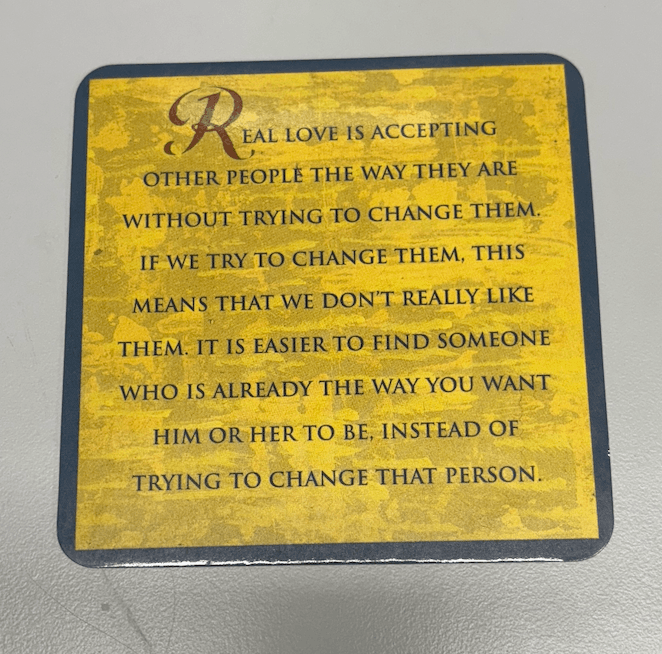 REAL LOVE IS ACCEPTING
OTHER PEOPLE THE WAY THEY ARE
WITHOUT TRYING TO CHANGE THEM.
IF WE TRY TO CHANGE THEM, THIS
MEANS THAT WE DON'T REALLY LIKE
THEM. IT IS EASIER TO FIND SOMEONE
WHO IS ALREADY THE WAY YOU WANT
HIM OR HER TO BE, INSTEAD OF
TRYING TO CHANGE THAT PERSON.